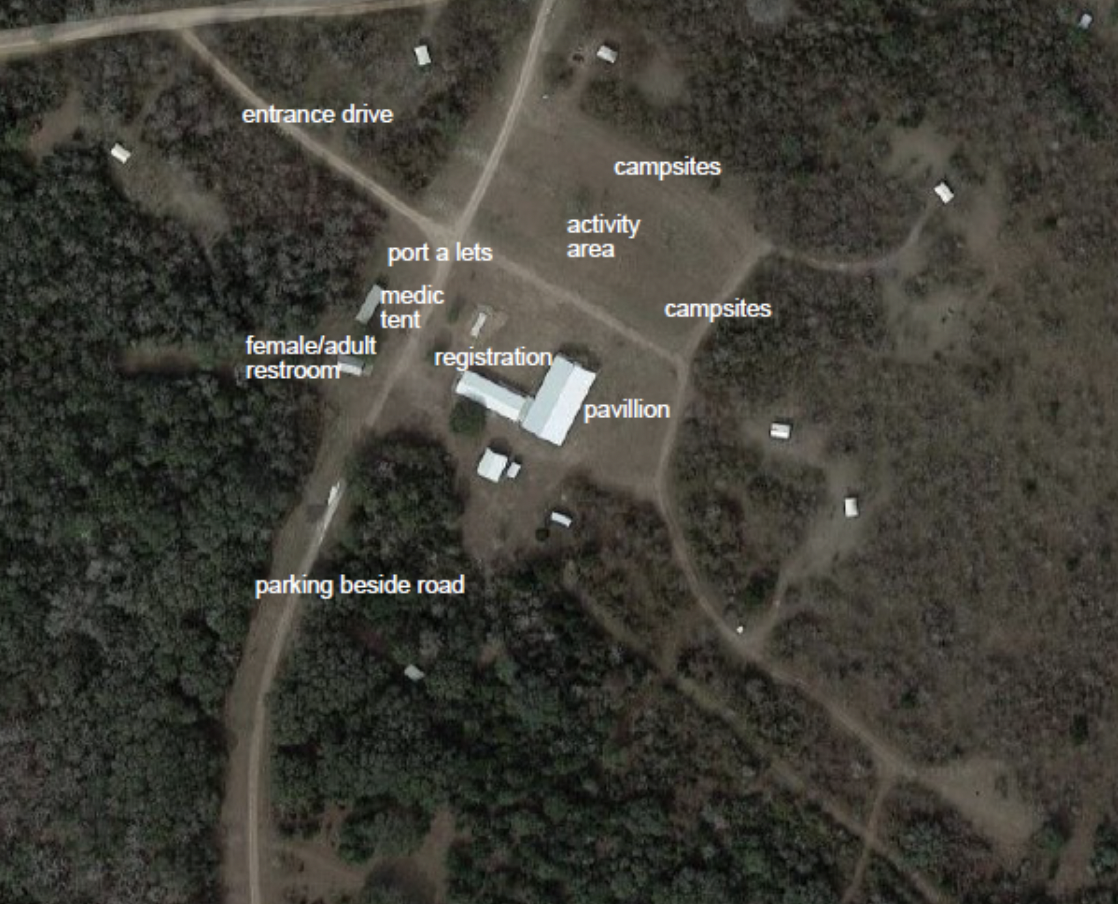 entrance drive
campsites
activity
area
port a lets
medic
tent
campsites
female/adult
restroom
registration
pavillion
parking beside road